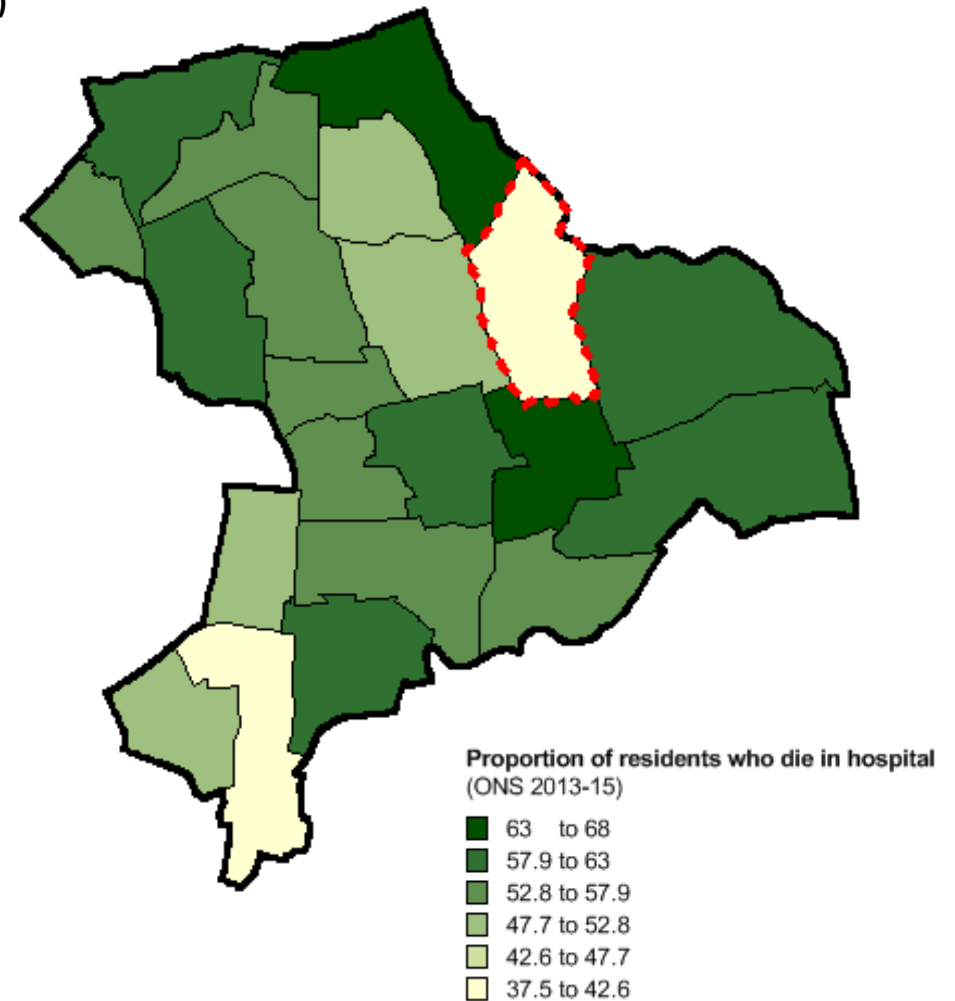 )
Proportion of residents who die in hospital
(ONS 2013-15)
63 to 68
57.9 to 63
52.8 to 57.9
47.7 to 52.8
42.6 to 47.7
37.5 to 42.6